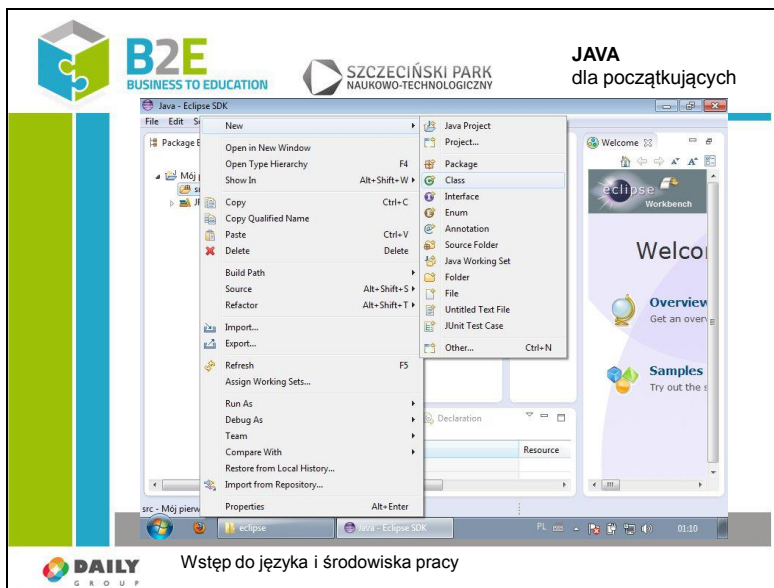 B2E
BUSINESS TO EDUCATION
SZCZECIŃSKI PARK
NAUKOWO-TECHNOLOGICZNY
JAVA
dla początkujących
Java - Eclipse SDK
File Edit
Package
Mój
New
Open in New Window
Open Type Hierarchy F4
Show In Alt+Shift+W
Copy Ctrl+C
Copy Qualified Name
Paste Ctrl+V
Delete Delete
Build Path
Source Alt+Shift+S
Refactor Alt+Shift+T
Import...
Export...
Refresh F5
Assign Working Sets...
Run As
Debug As
Team
Compare With
Restore from Local History...
Import from Repository...
Properties Alt+Enter
Java Project
Project...
Package
Class
Interface
Enum
Annotation
Source Folder
Java Working Set
Folder
File
Untitled Text File
JUnit Test Case
Other... Ctrl+N
Welcome
eclipse
Workbench
Welco
Overview
Get an over
Samples
Try out the s
Declaration
Resource
src - Mój pierw
eclipse
Java - Eclipse SDK
PL
01:10
DAILY
GROUP
Wstęp do języka i środowiska pracy